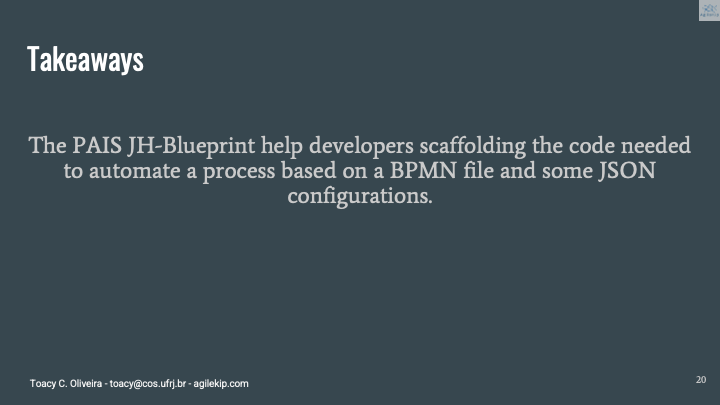 Takeaways
The PAIS JH-Blueprint help developers scaffolding the code needed
to automate a process based on a BPMN file and some JSON
configurations.
Toacy C. Oliveira - toacy@cos.ufrj.br - agilekip.com
20